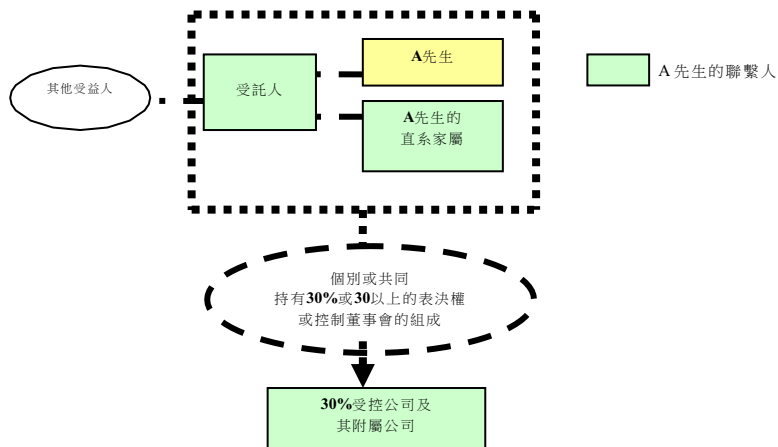 其他受益人
受託人
A先生
A先生的
直系家屬
A先生的聯繫人
個別或共同
持有30%或30以上的表決權
或控制董事會的組成
30%受控公司及
其附屬公司